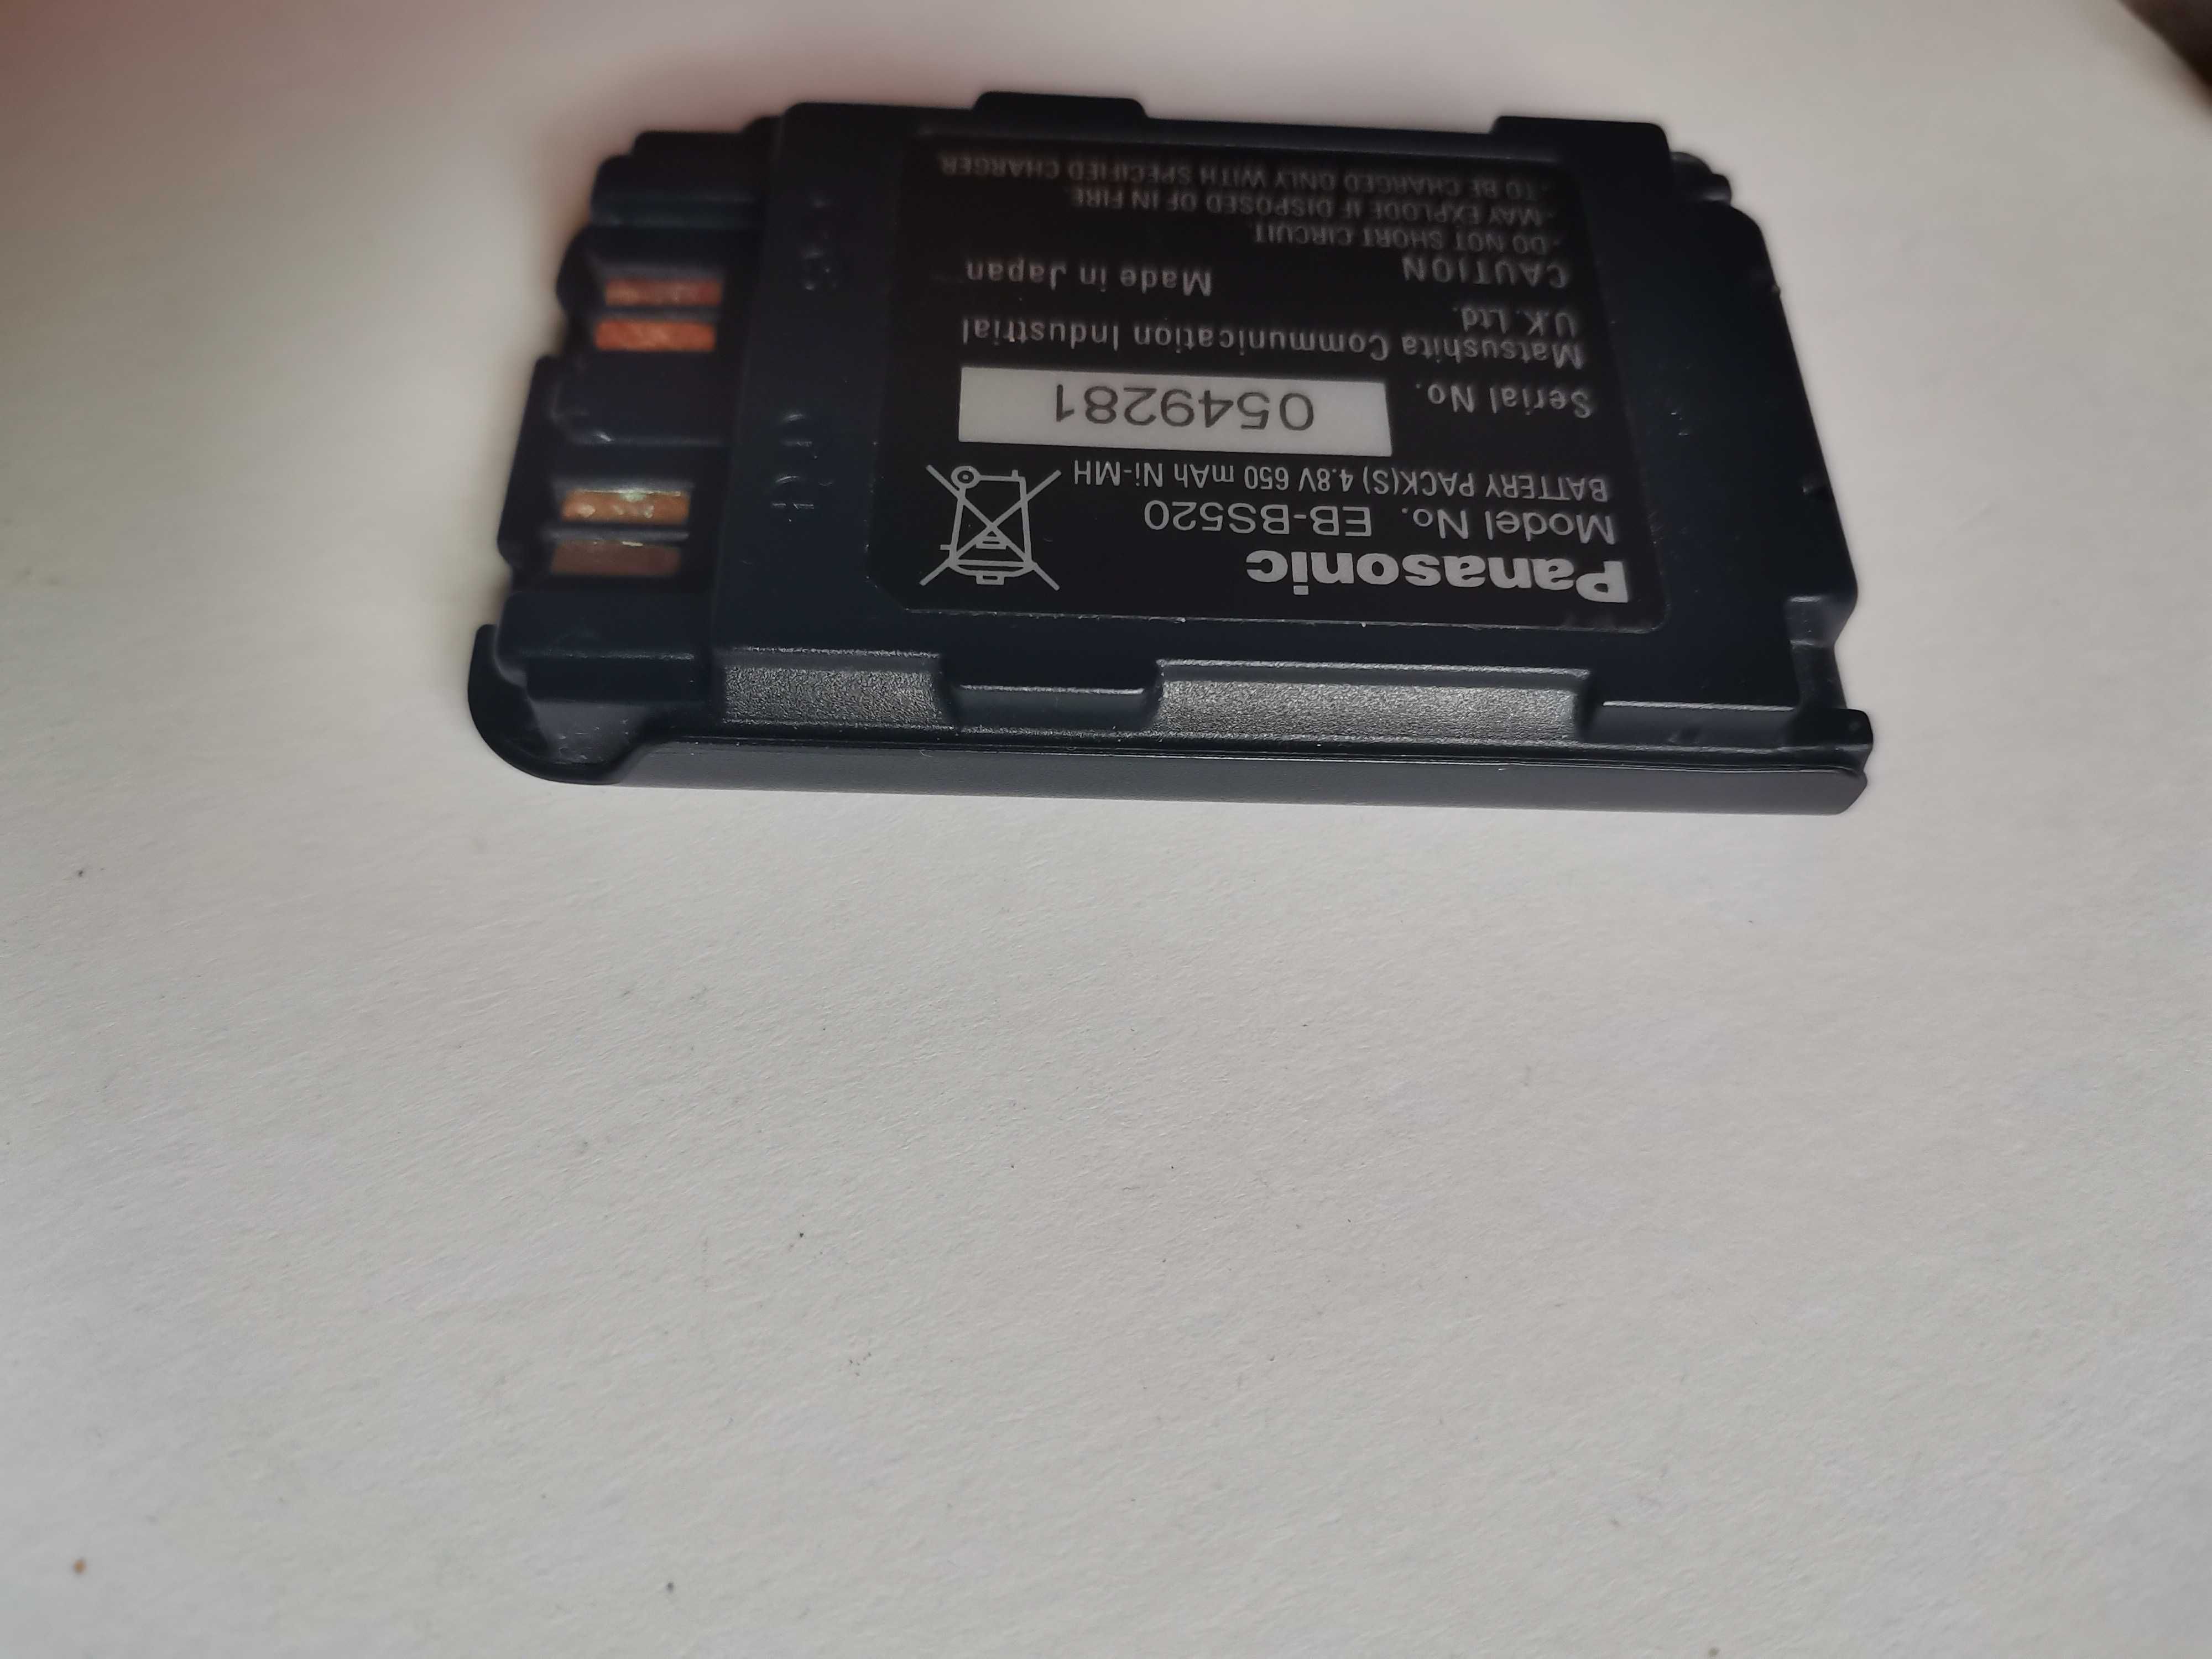 Panasonic
Model No. EB-BS520
BATTERY PACK(S) 4.8V 650 mAh Ni-MH
Serial No. 0549281
Matsushita Communication Industrial
U.K. Ltd.
CAUTION Made in Japan
-DO NOT SHORT CIRCUIT
-MAY EXPLODE IF DISPOSED OF IN FIRE.
-TO BE CHARGED ONLY WITH SPECIFIED CHARGER.